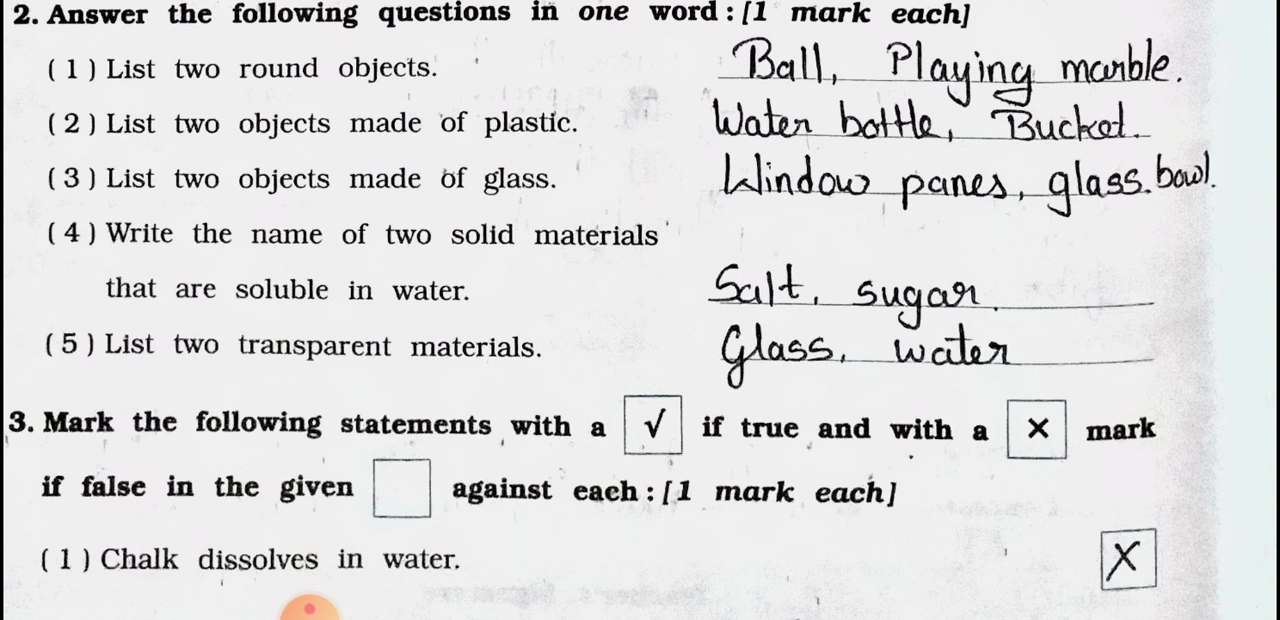 2. Answer the following questions in one word : [1 mark each]
(1) List two round objects. Ball, Playing marble.
(2) List two objects made of plastic. Water bottle, Bucket.
(3) List two objects made of glass. Window panes, glass bowl.
(4) Write the name of two solid materials
that are soluble in water. Salt, sugar.
(5) List two transparent materials. Glass, water
3. Mark the following statements with a ✓ if true and with a × mark
if false in the given against each : [1 mark each]
(1) Chalk dissolves in water. X